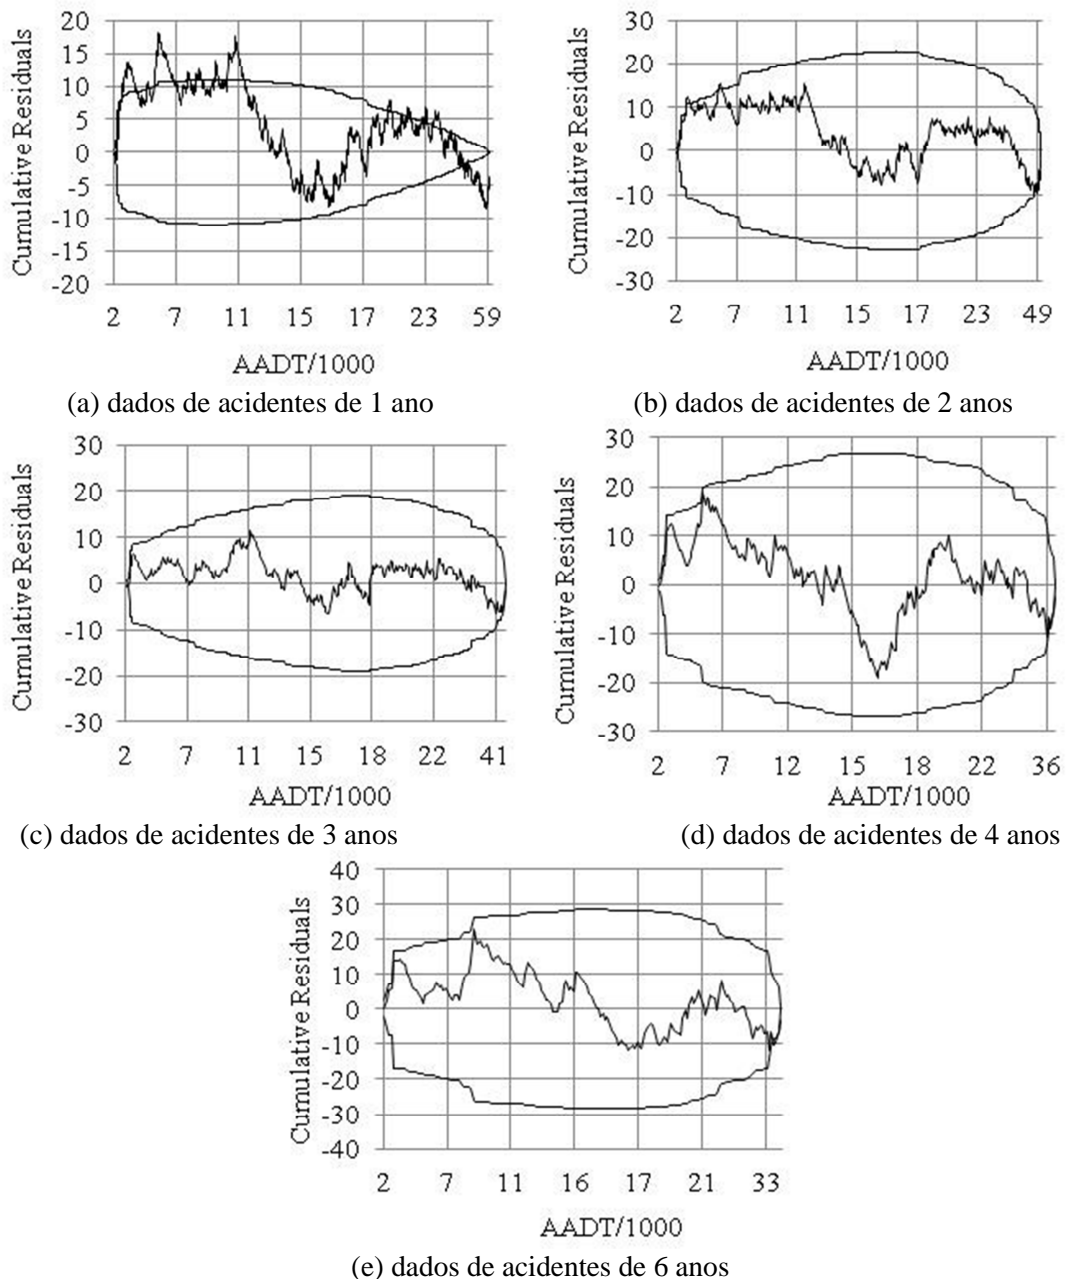 Cumulative Residuals
20
15
10
5
0
-5
-10
-15
-20
2 7 11 15 17 23 59
AADT/1000
(a) dados de acidentes de 1 ano
Cumulative Residuals
30
20
10
0
-10
-20
-30
2 7 11 15 17 23 49
AADT/1000
(b) dados de acidentes de 2 anos
Cumulative Residuals
30
20
10
0
-10
-20
-30
2 7 11 15 18 22 41
AADT/1000
(c) dados de acidentes de 3 anos
Cumulative Residuals
30
20
10
0
-10
-20
-30
2 7 12 15 18 22 36
AADT/1000
(d) dados de acidentes de 4 anos
Cumulative Residuals
40
30
20
10
0
-10
-20
-30
-40
2 7 11 16 17 21 33
AADT/1000
(e) dados de acidentes de 6 anos